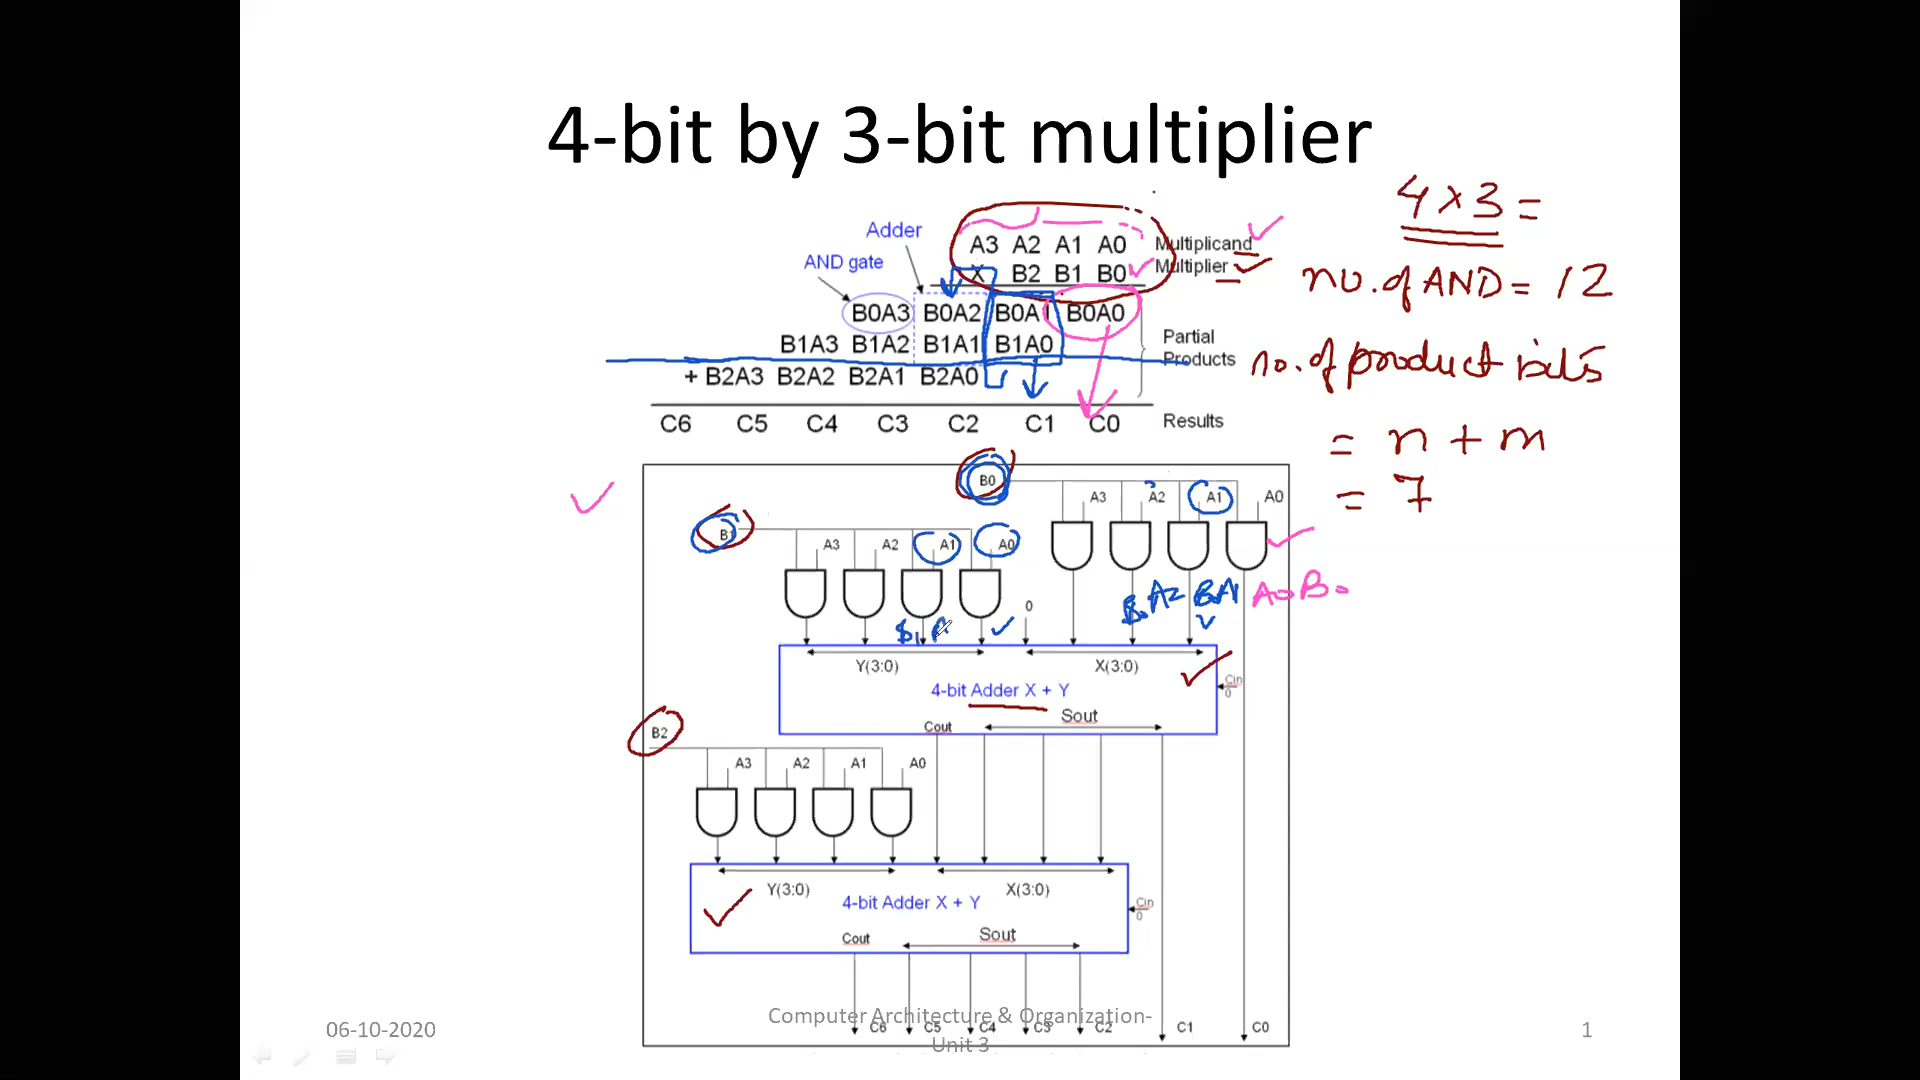 4-bit by 3-bit multiplier
4 x 3 =
Adder
A3 A2 A1 A0 Multiplicand
AND gate
X B2 B1 B0 Multiplier
no. of AND = 12
B0A3 B0A2 B0A1 B0A0
B1A3 B1A2 B1A1 B1A0
Partial Products
no. of product bits
+ B2A3 B2A2 B2A1 B2A0
C6 C5 C4 C3 C2 C1 C0 Results
= n + m
= 7
B0
A3 A2 A1 A0
B1
A3 A2 A1 A0
0
B0A2 B0A1 A0B0
B1
Y(3:0) X(3:0)
4-bit Adder X + Y
Cin
0
Cout Sout
B2
A3 A2 A1 A0
Y(3:0) X(3:0)
4-bit Adder X + Y
Cin
0
Cout Sout
C6 C5 C4 C3 C2 C1 C0
06-10-2020
Computer Architecture & Organization-
Unit 3
1